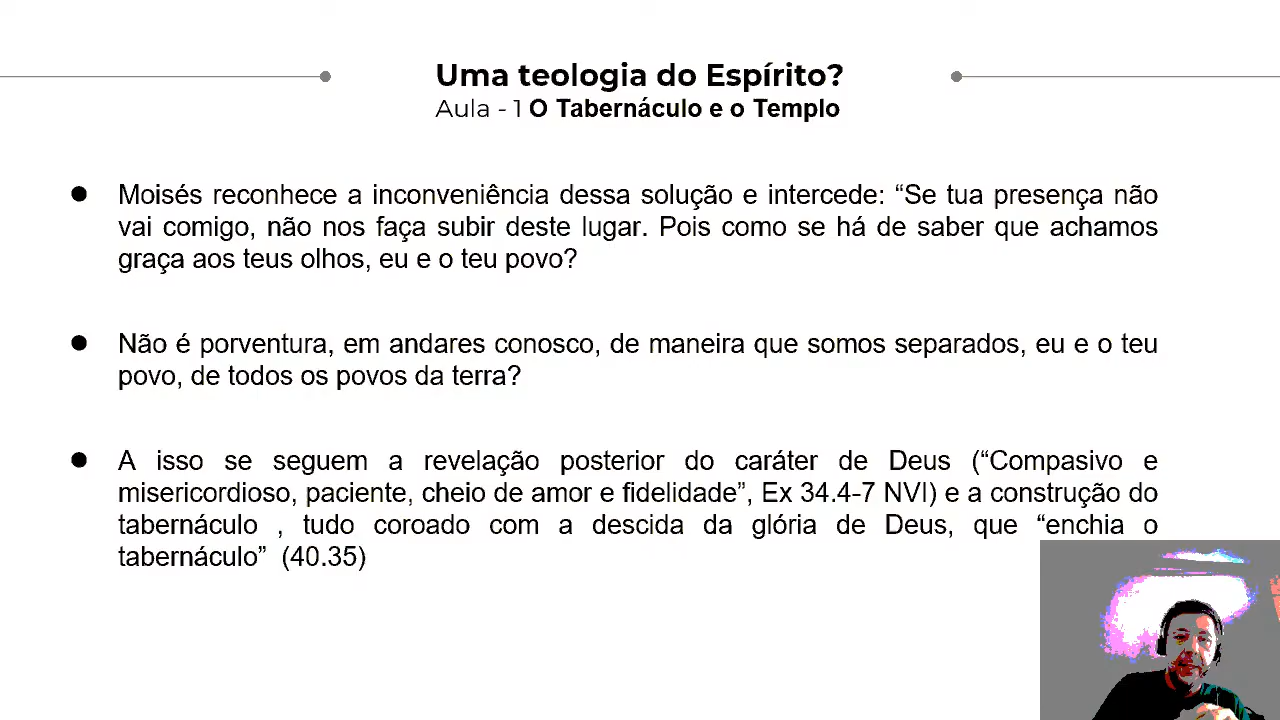 Uma teologia do Espírito?
Aula - 1 O Tabernáculo e o Templo
● Moisés reconhece a inconveniência dessa solução e intercede: “Se tua presença não
vai comigo, não nos faça subir deste lugar. Pois como se há de saber que achamos
graça aos teus olhos, eu e o teu povo?
● Não é porventura, em andares conosco, de maneira que somos separados, eu e o teu
povo, de todos os povos da terra?
● A isso se seguem a revelação posterior do caráter de Deus (“Compasivo e
misericordioso, paciente, cheio de amor e fidelidade”, Ex 34.4-7 NVI) e a construção do
tabernáculo , tudo coroado com a descida da glória de Deus, que “enchia o
tabernáculo” (40.35)